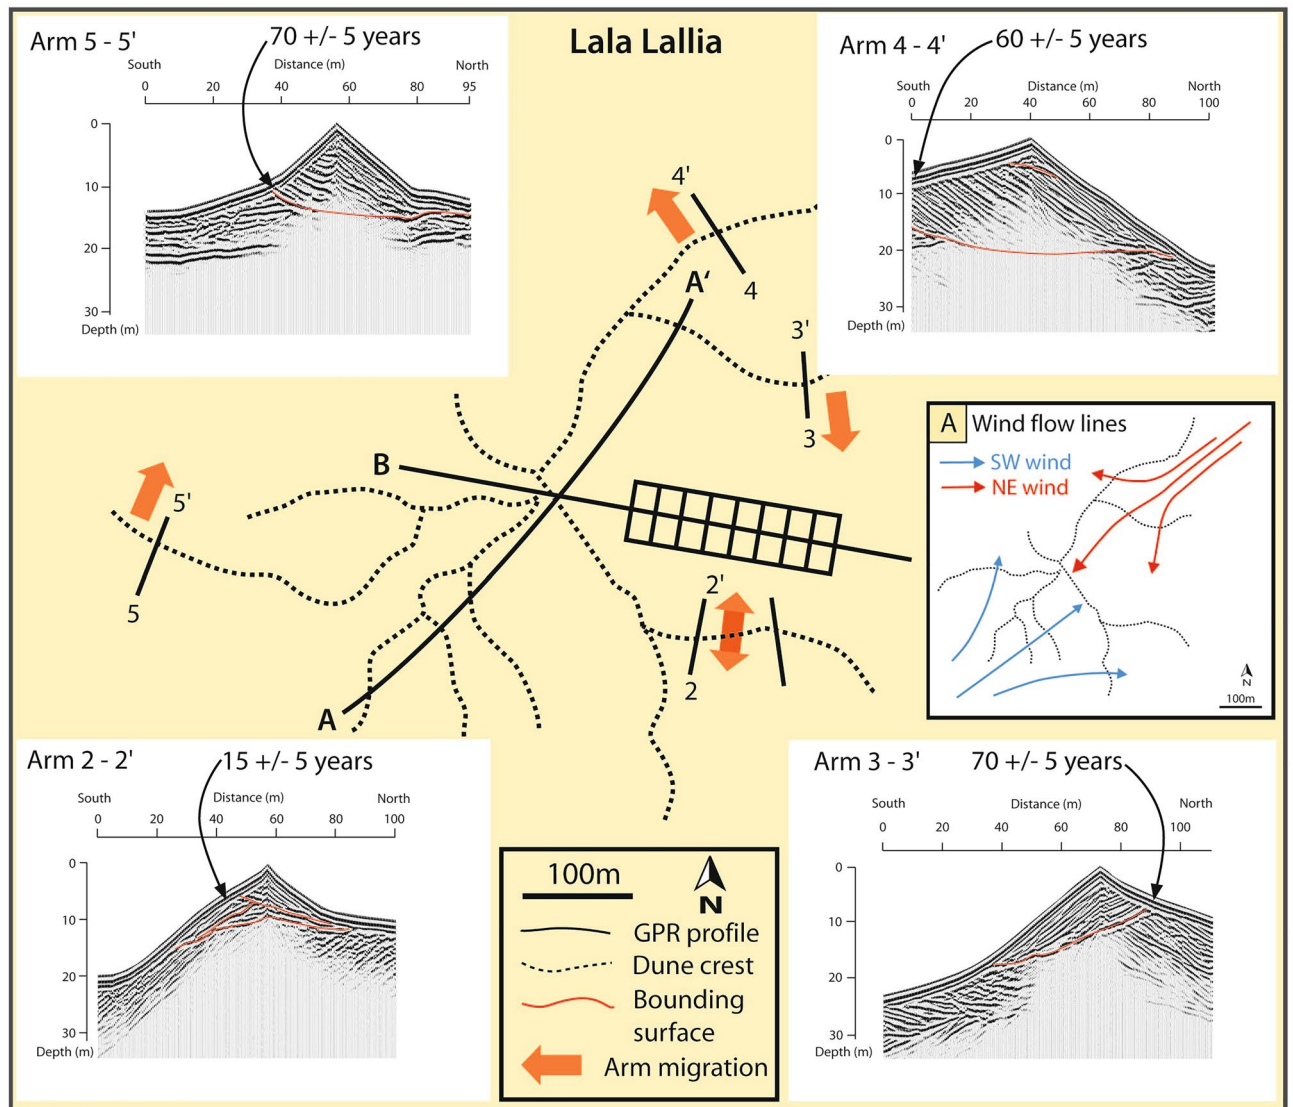 Lala Lallia
Arm 5 - 5'
70 +/- 5 years
South
Distance (m)
North
0 20 40 60 80 95
0
10
20
30
Depth (m)
Arm 4 - 4'
60 +/- 5 years
South
Distance (m)
North
0 20 40 60 80 100
0
10
20
30
Depth (m)
4'
4
A'
3'
3
B
5'
5
2'
2
A
A Wind flow lines
SW wind
NE wind
N
100m
Arm 2 - 2'
15 +/- 5 years
South
Distance (m)
North
0 20 40 60 80 100
0
10
20
30
Depth (m)
100m
N
GPR profile
Dune crest
Bounding
surface
Arm migration
Arm 3 - 3'
70 +/- 5 years
South
Distance (m)
North
0 20 40 60 80 100
0
10
20
30
Depth (m)